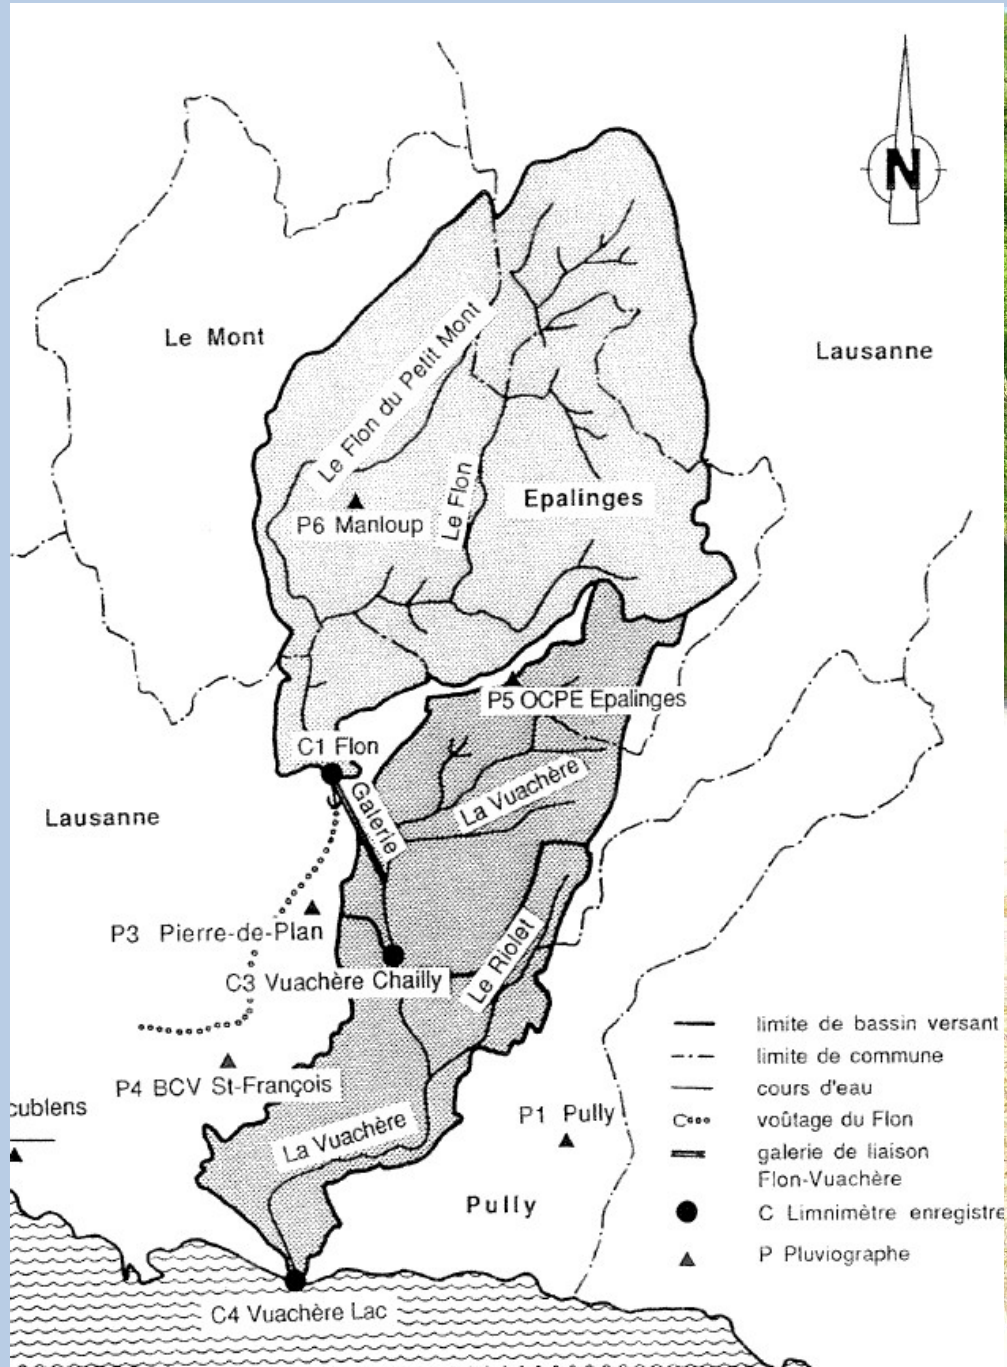 N
Le Mont
Lausanne
Le Flon du Petit Mont
Le Flon
Epalinges
P6 Manloup
P5 OCPE Epalinges
C1 Flon
Galerie
La Vuachère
Lausanne
P3 Pierre-de-Plan
Le Riolet
C3 Vuachère Chailly
P4 BCV St-François
cublens
La Vuachère
P1 Pully
Pully
C4 Vuachère Lac
limite de bassin versant
limite de commune
cours d'eau
voûtage du Flon
galerie de liaison
Flon-Vuachère
C Limnimètre enregistre
P Pluviographe